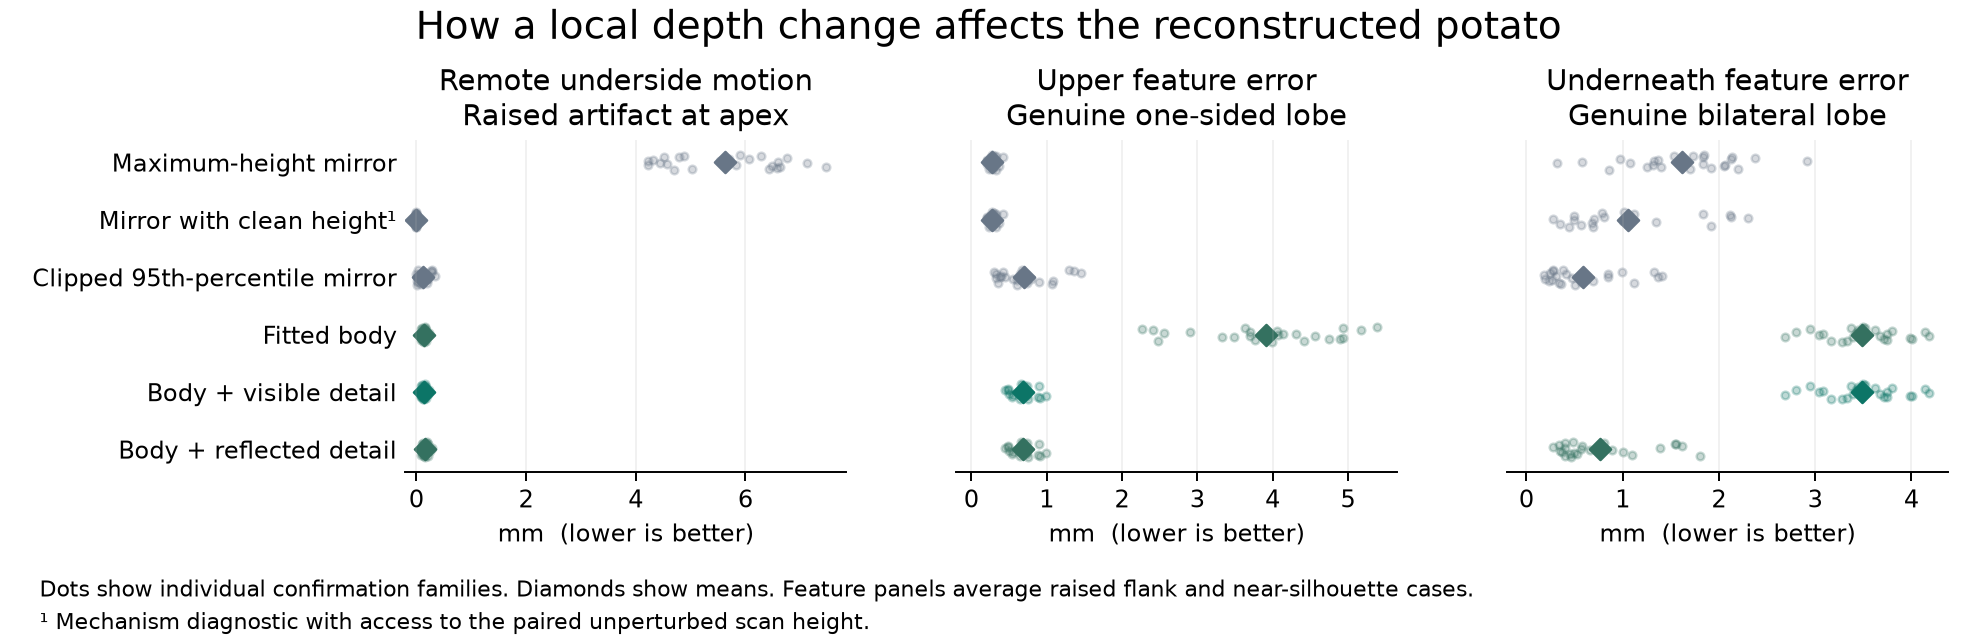 How a local depth change affects the reconstructed potato
Remote underside motion
Raised artifact at apex
Upper feature error
Genuine one-sided lobe
Underneath feature error
Genuine bilateral lobe
Maximum-height mirror
Mirror with clean height¹
Clipped 95th-percentile mirror
Fitted body
Body + visible detail
Body + reflected detail
0 2 4 6
mm (lower is better)
0 1 2 3 4 5
mm (lower is better)
0 1 2 3 4
mm (lower is better)
Dots show individual confirmation families. Diamonds show means. Feature panels average raised flank and near-silhouette cases.
¹ Mechanism diagnostic with access to the paired unperturbed scan height.